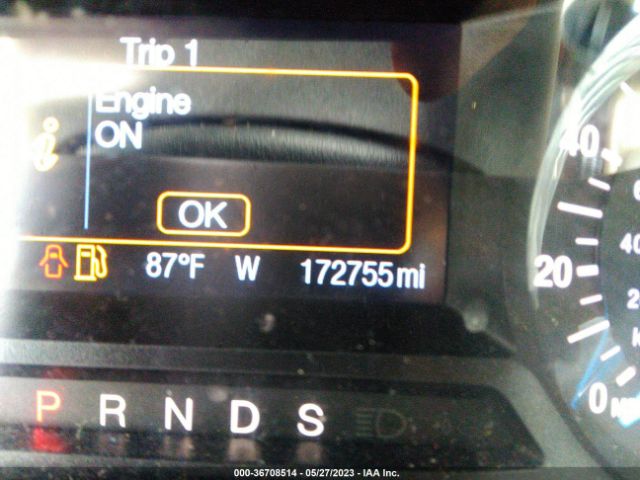 Trip 1
Engine
ON
OK
87°F W 172755mi
P R N D S
40
20
0
000-36708514 - 05/27/2023 - IAA Inc.